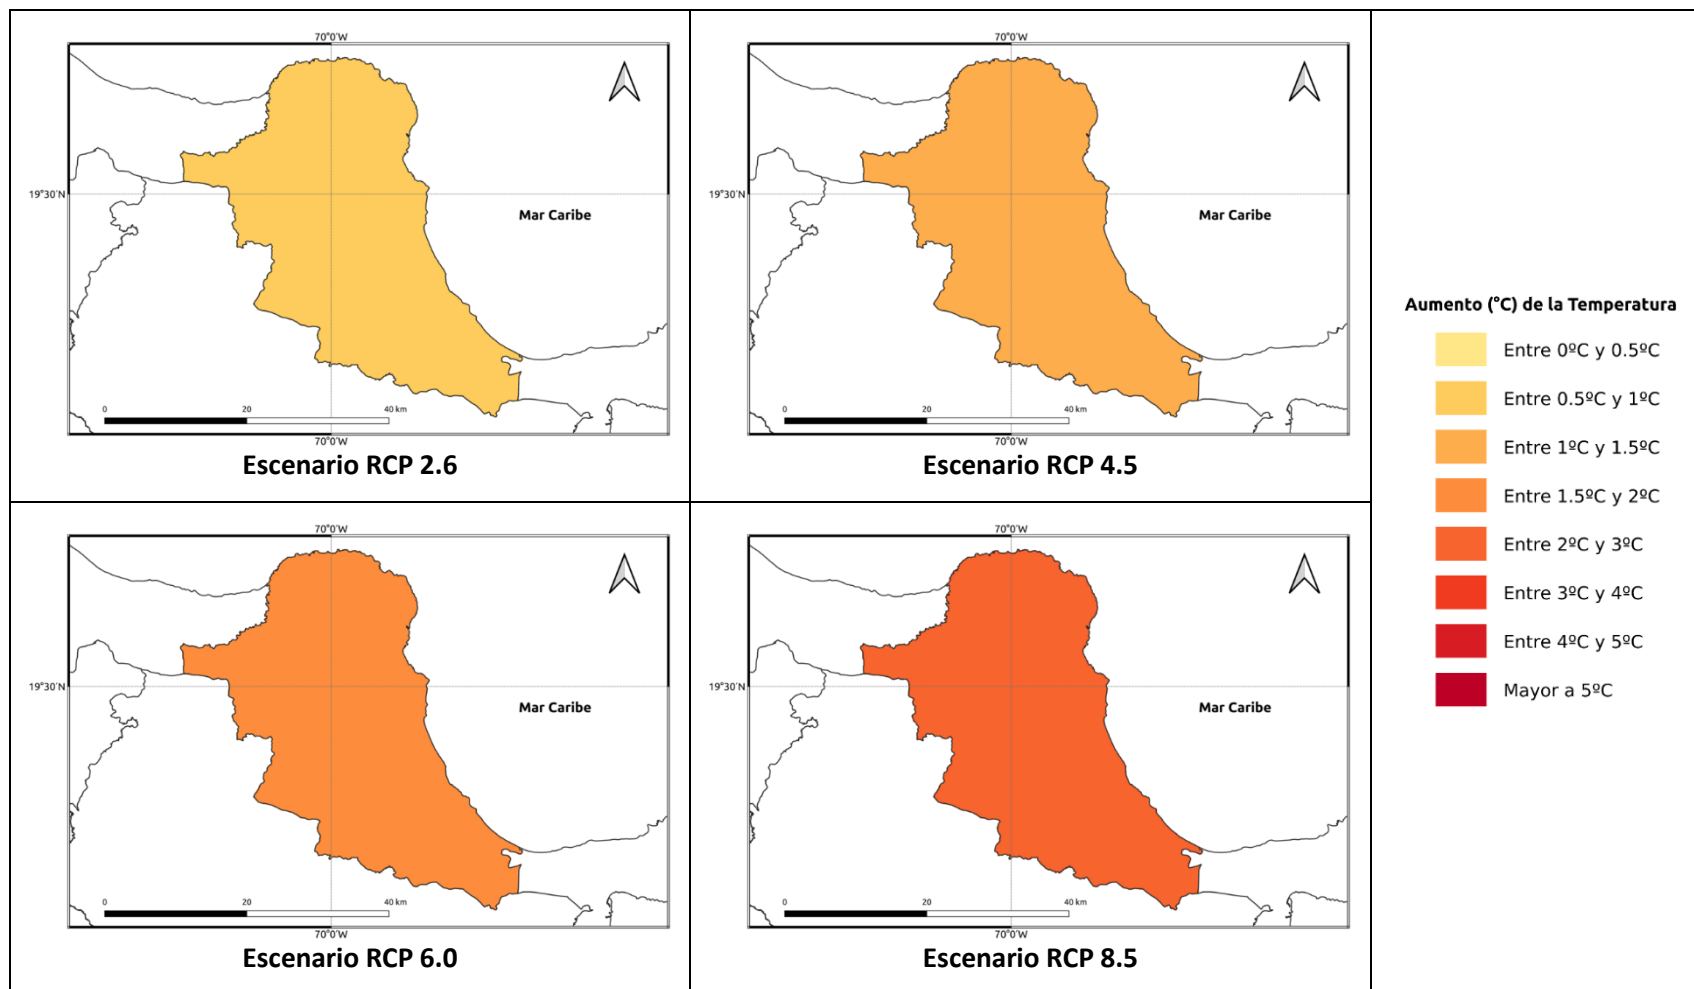 70°0'W
19°30'N
Mar Caribe
0 20 40 km
70°0'W
Escenario RCP 2.6
70°0'W
19°30'N
Mar Caribe
0 20 40 km
70°0'W
Escenario RCP 4.5
70°0'W
19°30'N
Mar Caribe
0 20 40 km
70°0'W
Escenario RCP 6.0
70°0'W
19°30'N
Mar Caribe
0 20 40 km
70°0'W
Escenario RCP 8.5
Aumento (°C) de la Temperatura
Entre 0ºC y 0.5ºC
Entre 0.5ºC y 1ºC
Entre 1ºC y 1.5ºC
Entre 1.5ºC y 2ºC
Entre 2ºC y 3ºC
Entre 3ºC y 4ºC
Entre 4ºC y 5ºC
Mayor a 5ºC